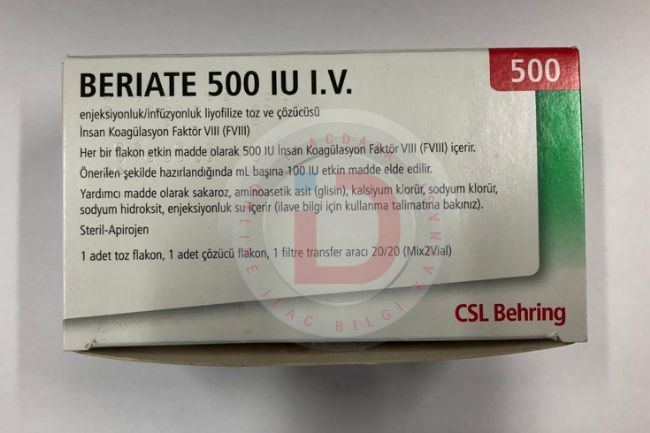 BERIATE 500 IU I.V.
500
enjeksiyonluk/infüzyonluk liyofilize toz ve çözücüsü
İnsan Koagülasyon Faktör VIII (FVIII)
Her bir flakon etkin madde olarak 500 IU İnsan Koagülasyon Faktör VIII (FVIII) içerir.
Önerilen şekilde hazırlandığında mL başına 100 IU etkin madde elde edilir.
Yardımcı madde olarak sakaroz, aminoasetik asit (glisin), kalsiyum klorür, sodyum klorür,
sodyum hidroksit, enjeksiyonluk su içerir (ilave bilgi için kullanma talimatına bakınız).
Steril-Apirojen
1 adet toz flakon, 1 adet çözücü flakon, 1 filtre transfer aracı 20/20 (Mix2Vial)
CSL Behring